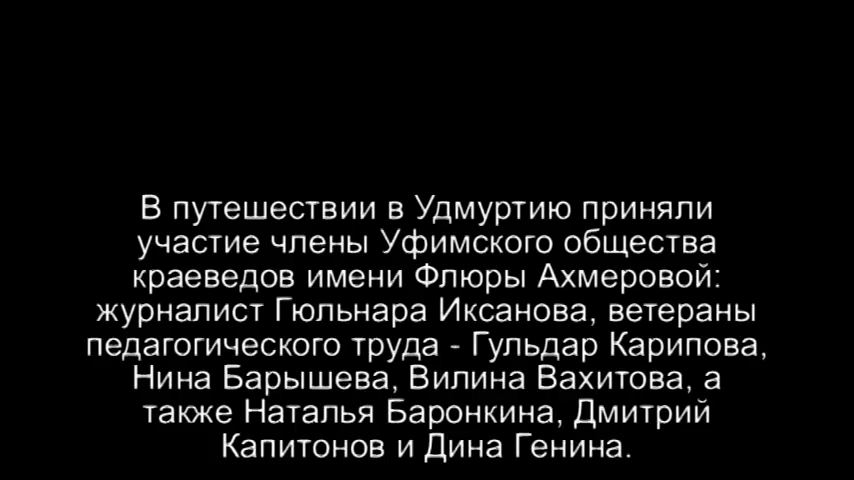 В путешествии в Удмуртию приняли
участие члены Уфимского общества
краеведов имени Флюры Ахмеровой:
журналист Гюльнара Иксанова, ветераны
педагогического труда - Гульдар Карипова,
Нина Барышева, Вилина Вахитова, а
также Наталья Баронкина, Дмитрий
Капитонов и Дина Генина.